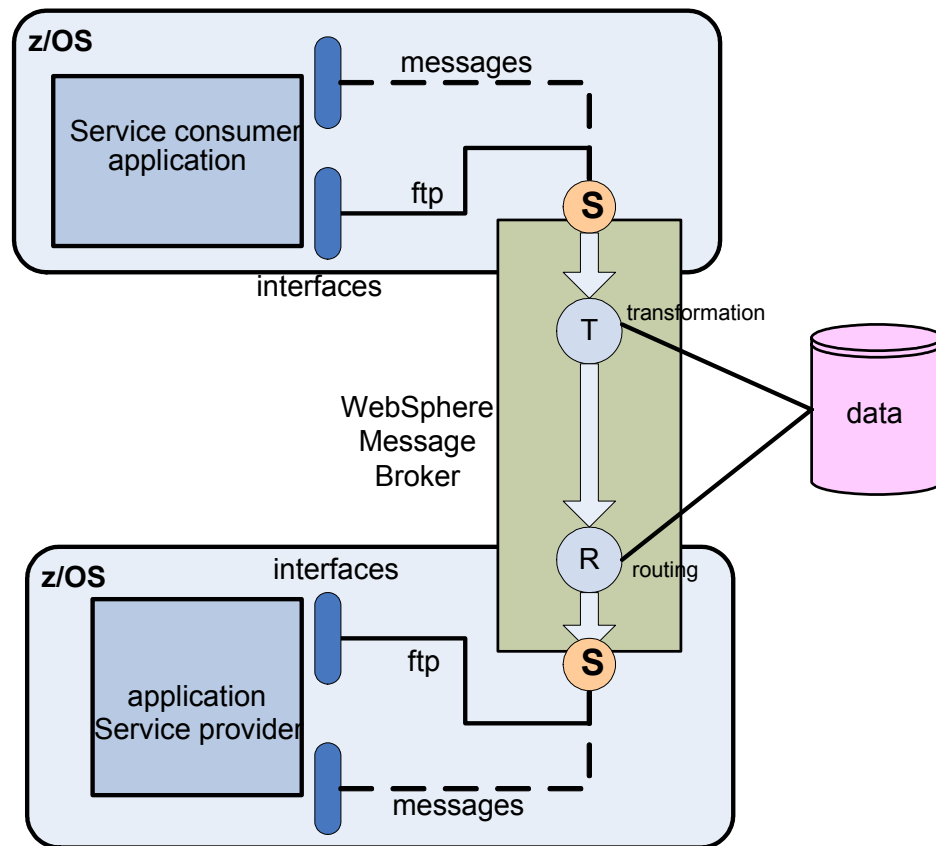 z/OS
messages
Service consumer
application
ftp
S
interfaces
T
transformation
WebSphere
Message
Broker
data
R
routing
z/OS
interfaces
ftp
S
application
Service provider
messages